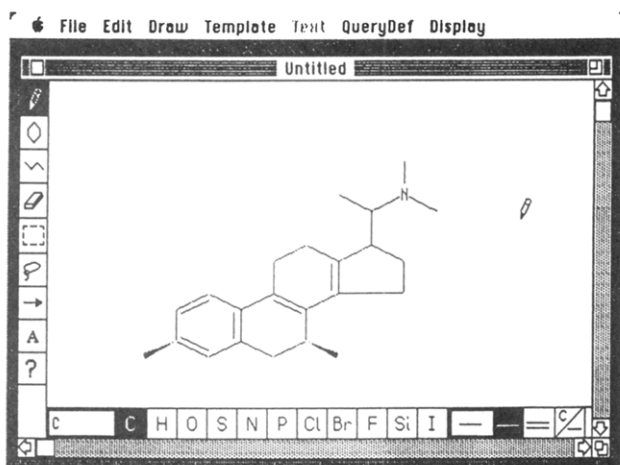 File Edit Draw Template Text QueryDef Display
Untitled
N
A
?
C C H O S N P Cl Br F Si I C